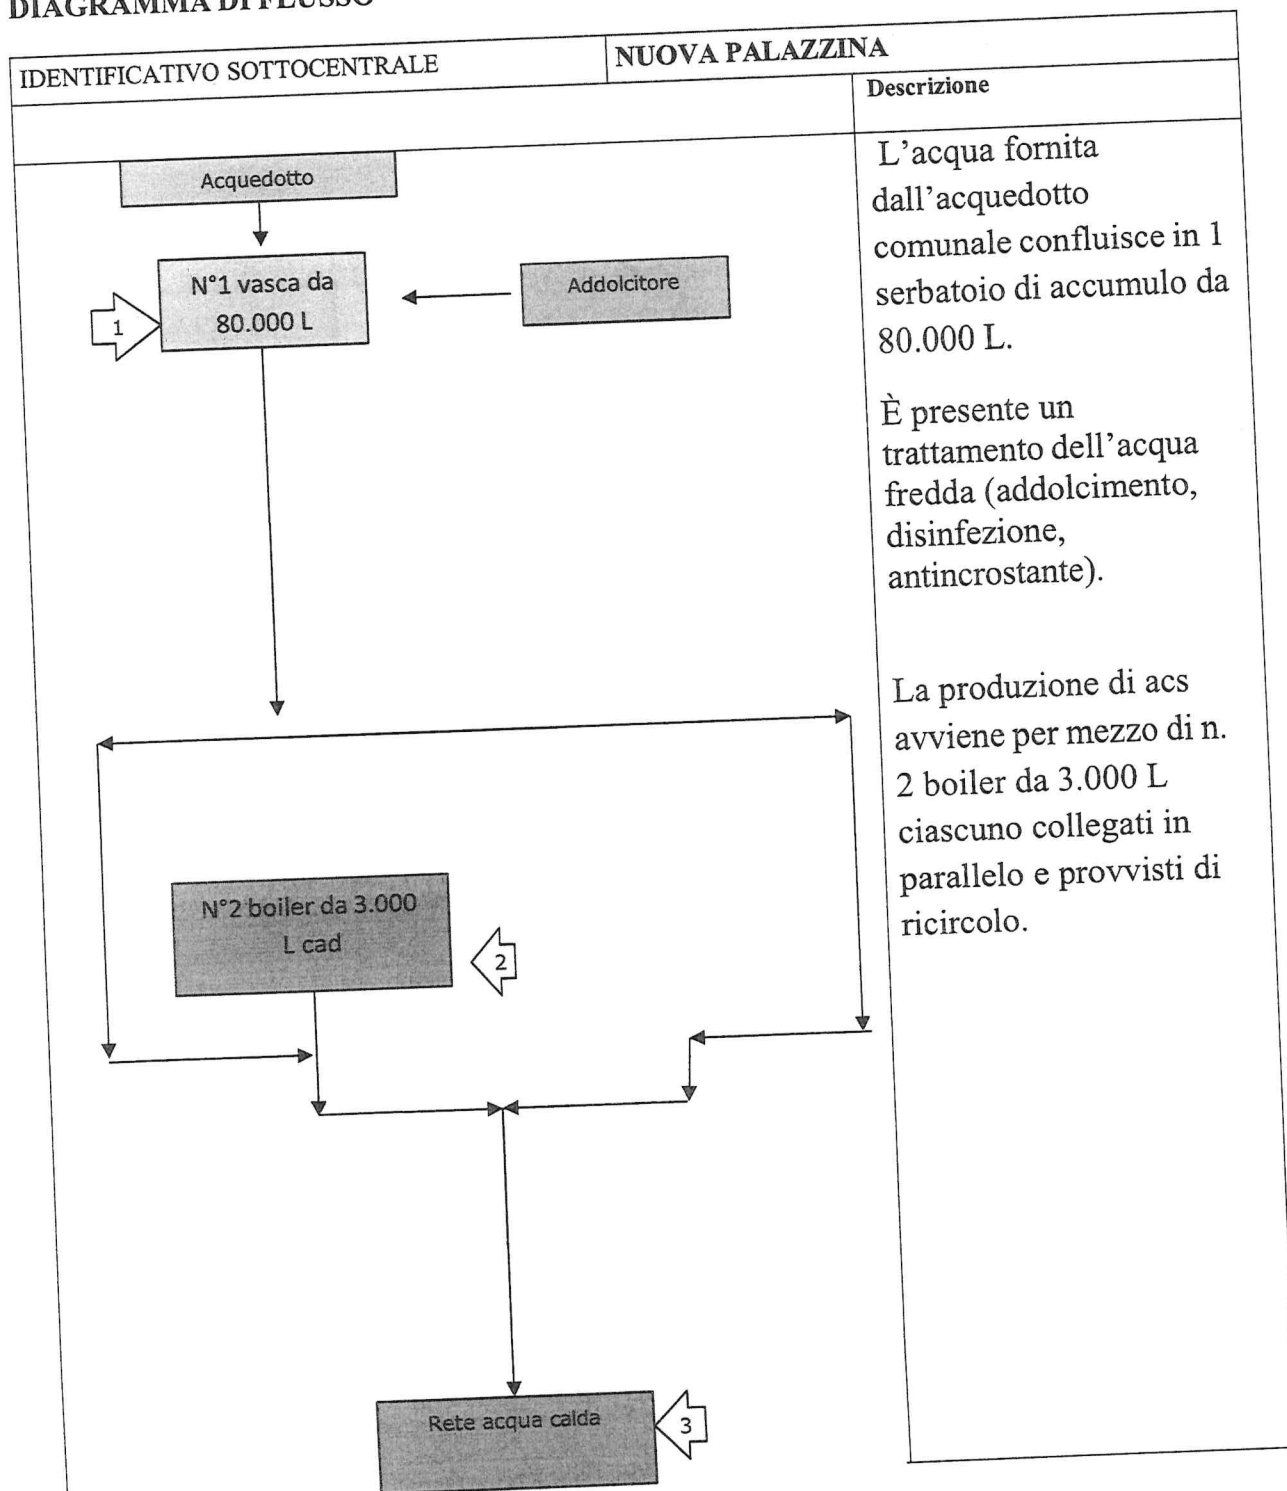 DIAGRAMMA DI FLUSSO
IDENTIFICATIVO SOTTOCENTRALE
NUOVA PALAZZINA
Descrizione
Acquedotto
N°1 vasca da
80.000 L
1
Addolcitore
N°2 boiler da 3.000
L cad
2
Rete acqua calda
3
L'acqua fornita
dall'acquedotto
comunale confluisce in 1
serbatoio di accumulo da
80.000 L.
È presente un
trattamento dell'acqua
fredda (addolcimento,
disinfezione,
antincrostante).
La produzione di acs
avviene per mezzo di n.
2 boiler da 3.000 L
ciascuno collegati in
parallelo e provvisti di
ricircolo.